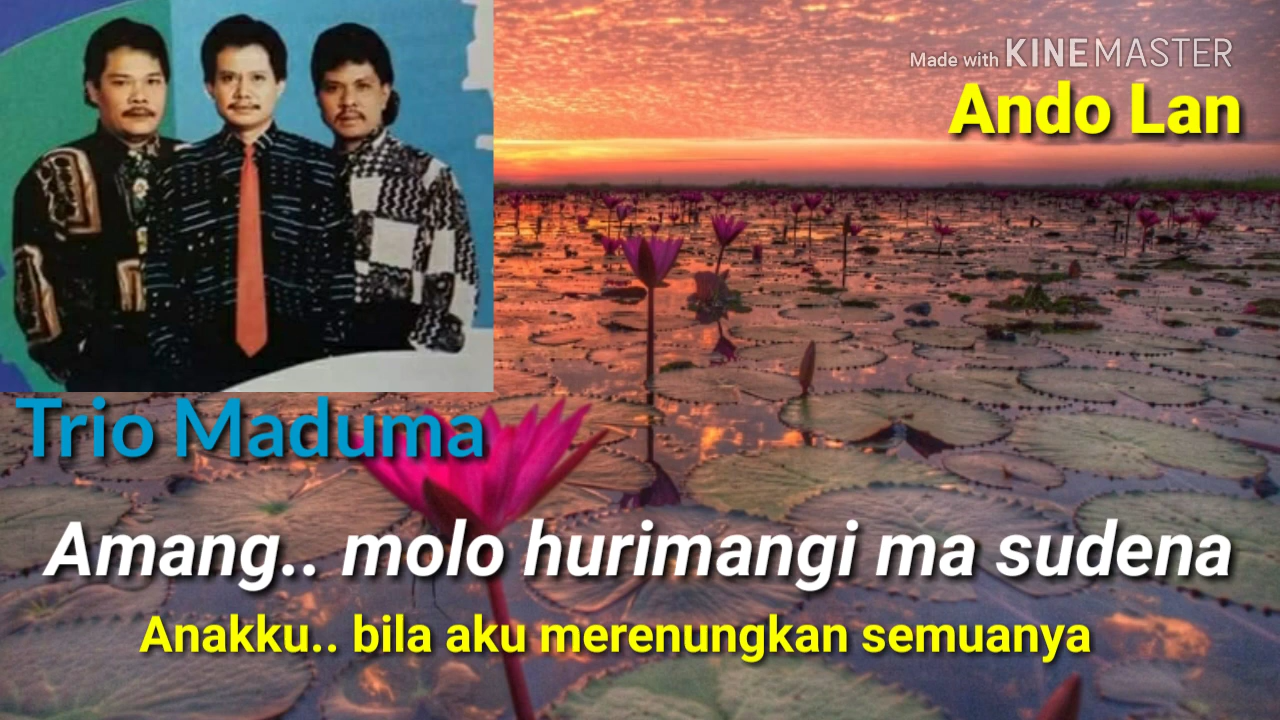 Made with KINEMASTER
Ando Lan
Trio Maduma
Amang.. molo hurimangi ma sudena
Anakku.. bila aku merenungkan semuanya